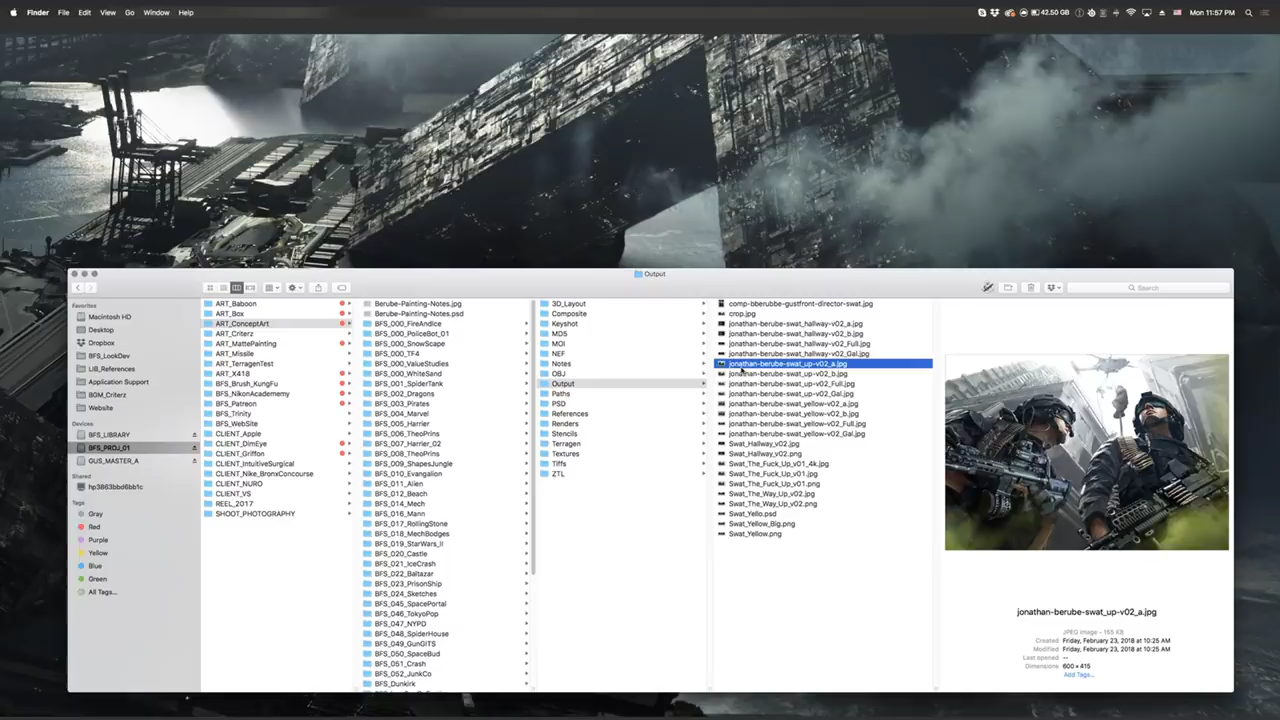 Finder File Edit View Go Window Help
42.50 GB Mon 11:57 PM
Output
Search
Favorites
Macintosh HD
Desktop
Dropbox
BFS_LookDev
LIB_References
Application Support
BGM_Criterz
Website
Devices
BFS_LIBRARY
BFS_PROJ_01
GUS_MASTER_A
Shared
hp3863bbd6bb1c
Tags
Gray
Red
Purple
Yellow
Blue
Green
All Tags...
ART_Baboon
ART_Box
ART_ConceptArt
ART_Criterz
ART_MattePainting
ART_Missile
ART_TerragenTest
ART_X418
BFS_Brush_KungFu
BFS_NikonAcadememy
BFS_Patreon
BFS_Trinity
BFS_WebSite
CLIENT_Apple
CLIENT_DimEye
CLIENT_Griffon
CLIENT_IntuitiveSurgical
CLIENT_Nike_BronxConcourse
CLIENT_NURO
CLIENT_VS
REEL_2017
SHOOT_PHOTOGRAPHY
Berube-Painting-Notes.jpg
Berube-Painting-Notes.psd
BFS_000_FireAndIce
BFS_000_PoliceBot_01
BFS_000_SnowScape
BFS_000_TF4
BFS_000_ValueStudies
BFS_000_WhiteSand
BFS_001_SpiderTank
BFS_002_Dragons
BFS_003_Pirates
BFS_004_Marvel
BFS_005_Harrier
BFS_006_TheoPrins
BFS_007_Harrier_02
BFS_008_TheoPrins
BFS_009_ShapesJungle
BFS_010_Evangalion
BFS_011_Alien
BFS_012_Beach
BFS_014_Mech
BFS_016_Mann
BFS_017_RollingStone
BFS_018_MechBodges
BFS_019_StarWars_II
BFS_020_Castle
BFS_021_IceCrash
BFS_022_Baltazar
BFS_023_PrisonShip
BFS_024_Sketches
BFS_045_SpacePortal
BFS_046_TokyoPop
BFS_047_NYPD
BFS_048_SpiderHouse
BFS_049_GunGITS
BFS_050_SpaceBud
BFS_051_Crash
BFS_052_JunkCo
BFS_Dunkirk
3D_Layout
Composite
Keyshot
MD5
MOI
NEF
Notes
OBJ
Output
Paths
PSD
References
Renders
Stencils
Terragen
Textures
Tiffs
ZTL
comp-bberubbe-gustfront-director-swat.jpg
crop.jpg
jonathan-berube-swat_hallway-v02_a.jpg
jonathan-berube-swat_hallway-v02_b.jpg
jonathan-berube-swat_hallway-v02_Full.jpg
jonathan-berube-swat_hallway-v02_Gal.jpg
jonathan-berube-swat_up-v02_a.jpg
jonathan-berube-swat_up-v02_b.jpg
jonathan-berube-swat_up-v02_Full.jpg
jonathan-berube-swat_up-v02_Gal.jpg
jonathan-berube-swat_yellow-v02_a.jpg
jonathan-berube-swat_yellow-v02_b.jpg
jonathan-berube-swat_yellow-v02_Full.jpg
jonathan-berube-swat_yellow-v02_Gal.jpg
Swat_Hallway_v02.jpg
Swat_Hallway_v02.png
Swat_The_Fuck_Up_v01_4k.jpg
Swat_The_Fuck_Up_v01.jpg
Swat_The_Fuck_Up_v01.png
Swat_The_Way_Up_v02.jpg
Swat_The_Way_Up_v02.png
Swat_Yello.psd
Swat_Yellow_Big.png
Swat_Yellow.png
jonathan-berube-swat_up-v02_a.jpg
JPEG image - 155 KB
Created Friday, February 23, 2018 at 10:25 AM
Modified Friday, February 23, 2018 at 10:25 AM
Last opened --
Dimensions 600 × 415
Add Tags...